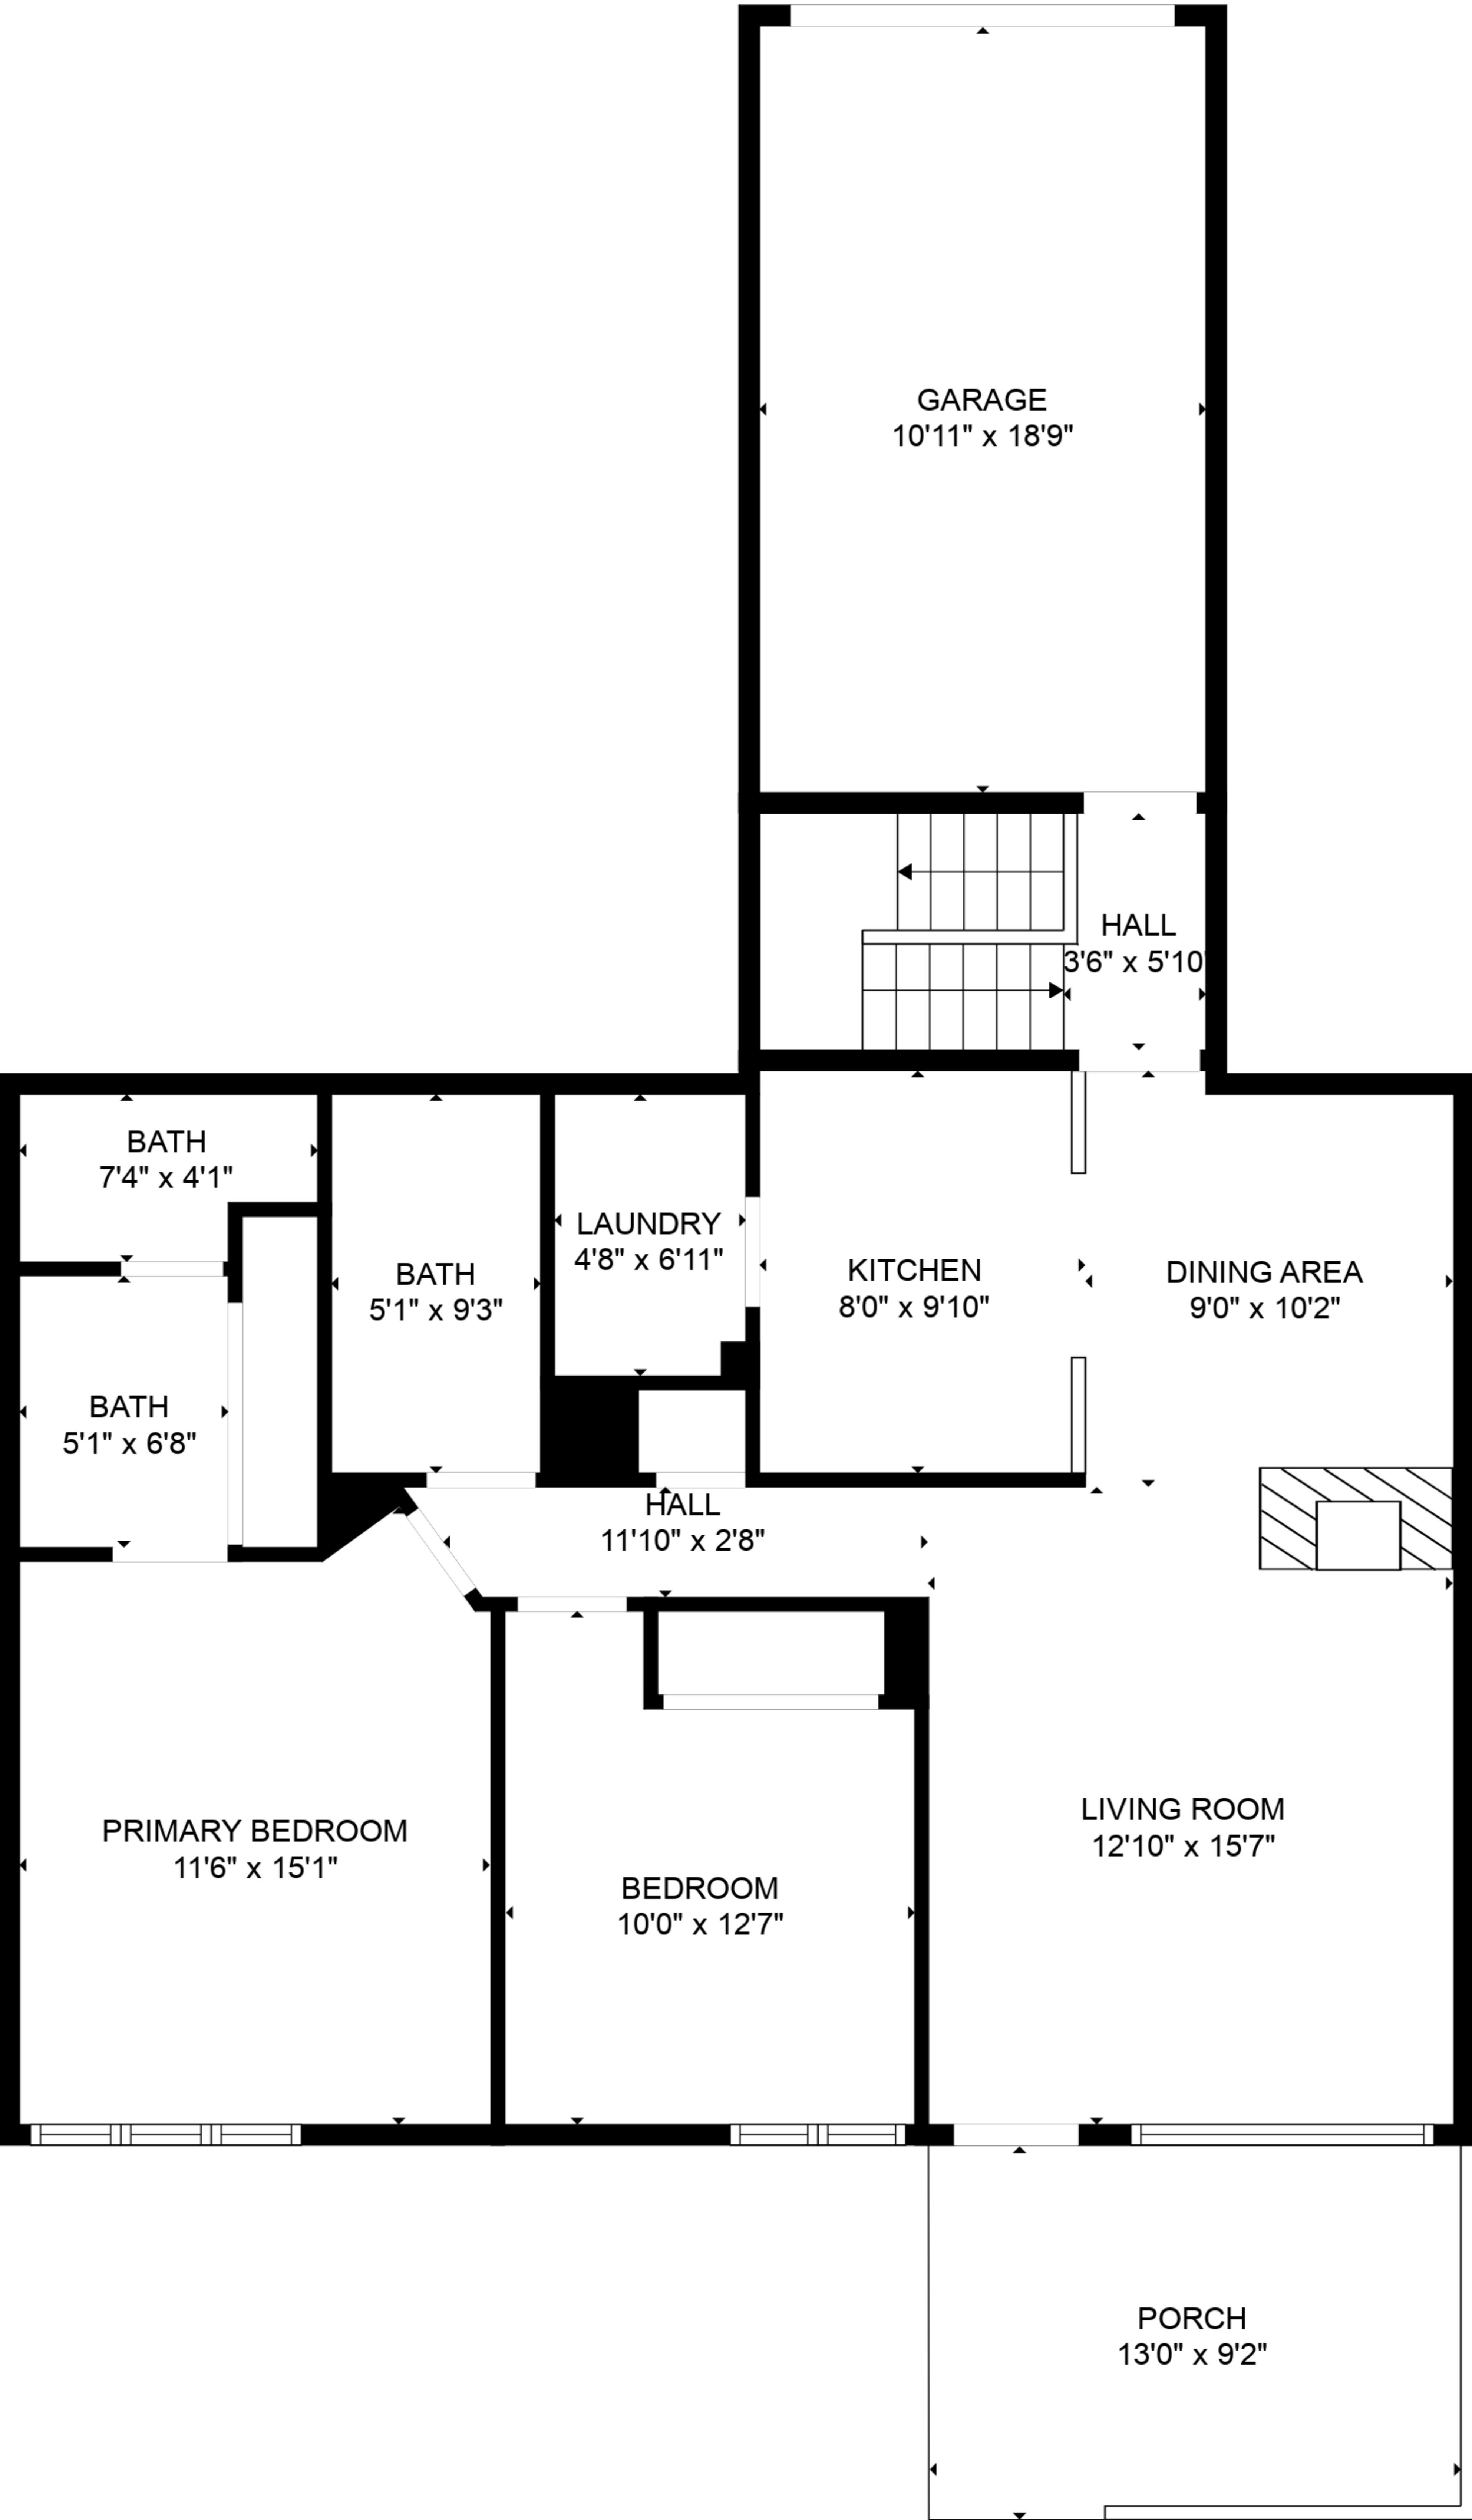 GARAGE
10'11" x 18'9"
HALL
3'6" x 5'10"
BATH
7'4" x 4'1"
LAUNDRY
4'8" x 6'11"
BATH
5'1" x 9'3"
KITCHEN
8'0" x 9'10"
DINING AREA
9'0" x 10'2"
BATH
5'1" x 6'8"
HALL
11'10" x 2'8"
PRIMARY BEDROOM
11'6" x 15'1"
LIVING ROOM
12'10" x 15'7"
BEDROOM
10'0" x 12'7"
PORCH
13'0" x 9'2"